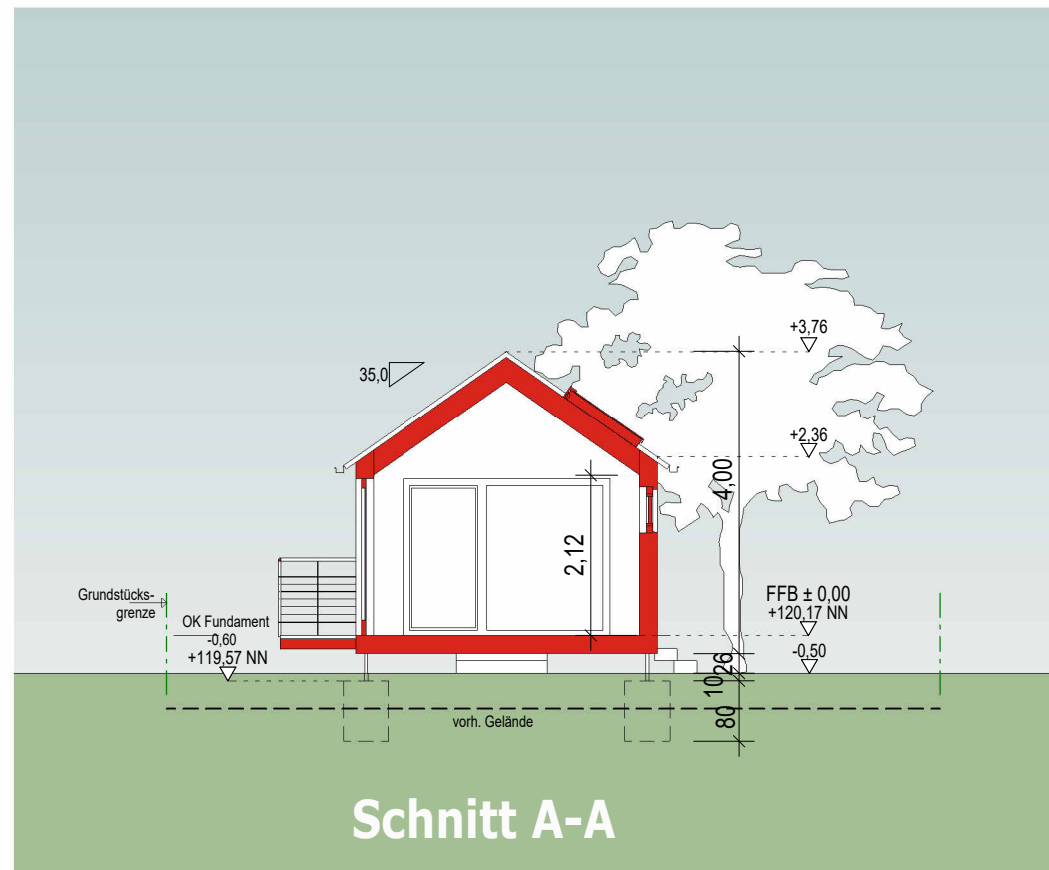 +3,76
35,0
+2,36
4,00
2,12
Grundstücks-
grenze
OK Fundament
-0,60
+119,57 NN
FFB ± 0,00
+120,17 NN
-0,50
26
10
80
vorh. Gelände
Schnitt A-A